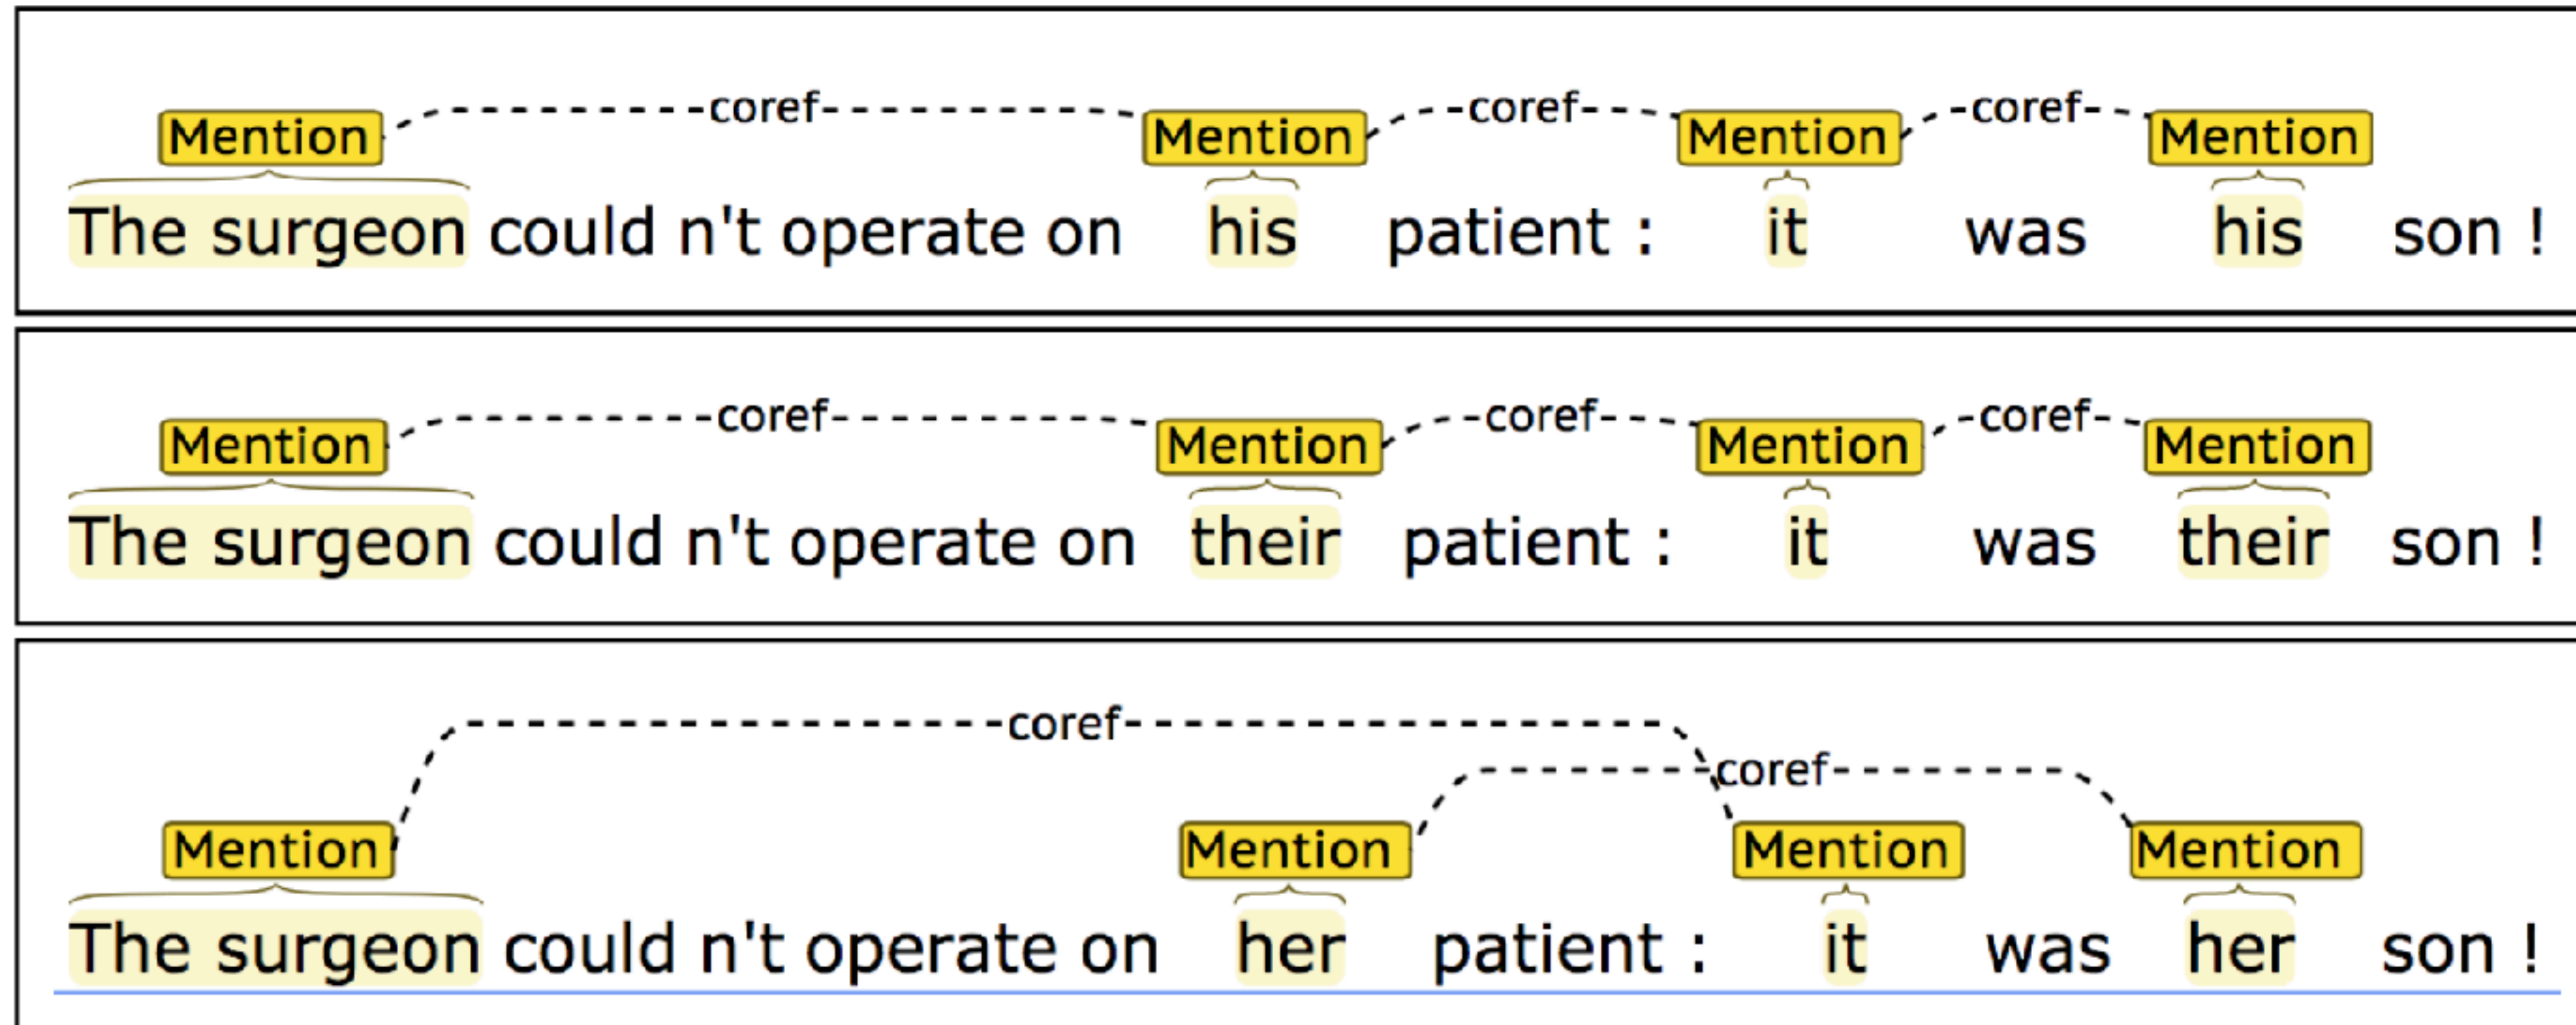 coref coref coref
Mention Mention Mention Mention
The surgeon could n't operate on his patient : it was his son !
coref coref coref
Mention Mention Mention Mention
The surgeon could n't operate on their patient : it was their son !
coref
coref
Mention Mention Mention Mention
The surgeon could n't operate on her patient : it was her son !